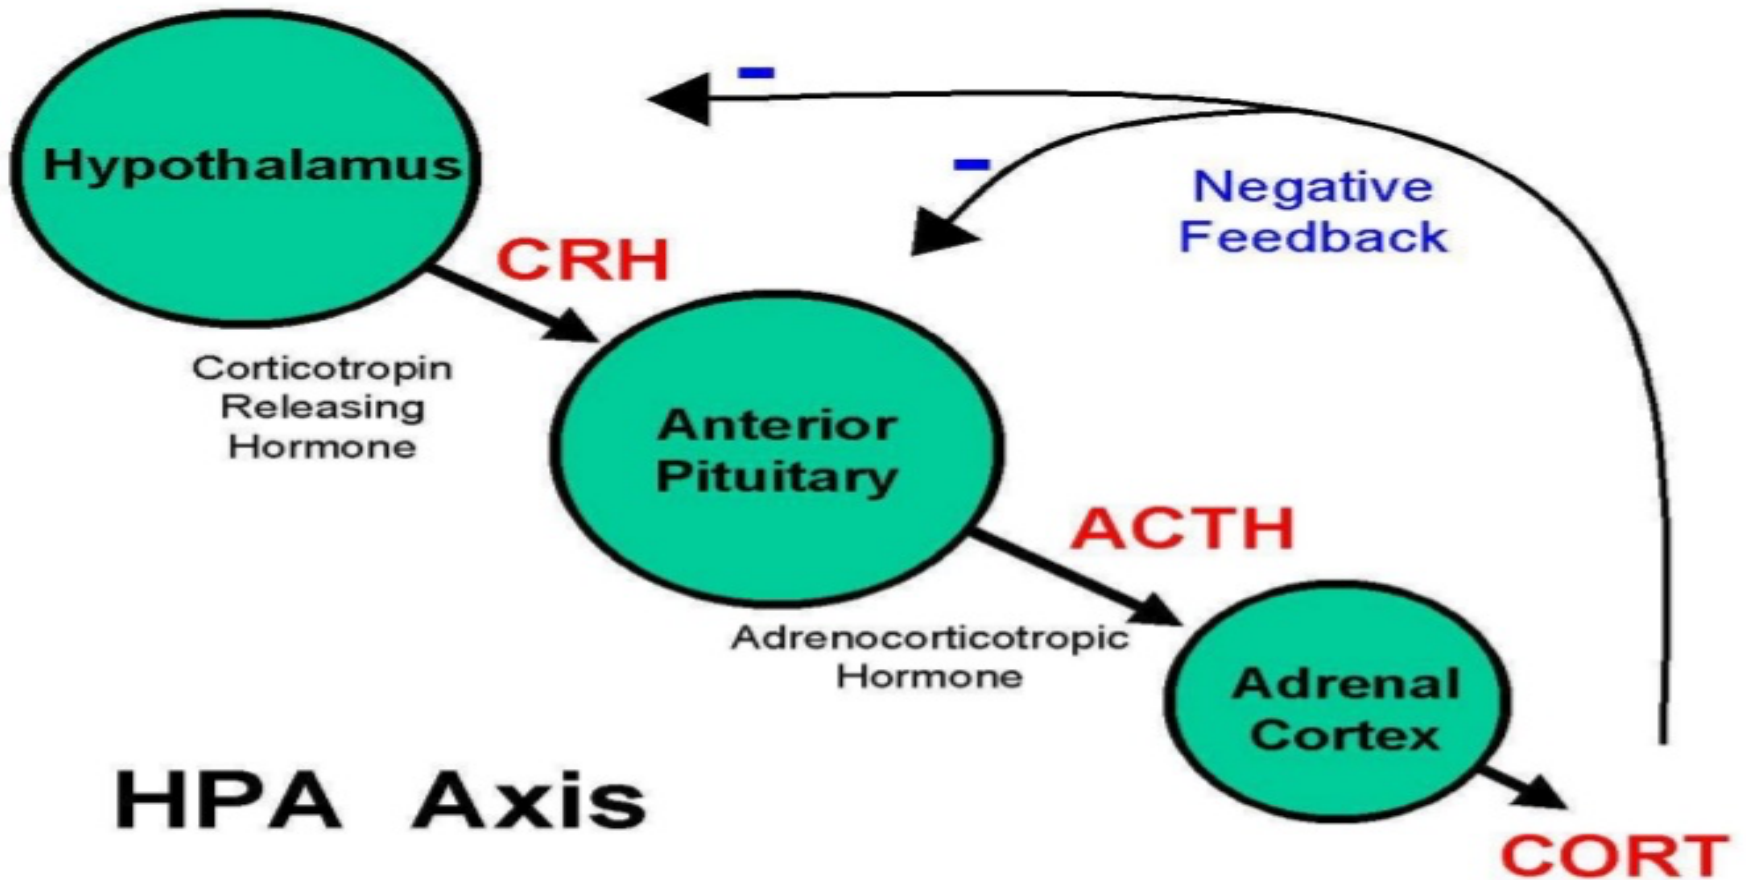 Hypothalamus
-
-
Negative
Feedback
CRH
Corticotropin
Releasing
Hormone
Anterior
Pituitary
ACTH
Adrenocorticotropic
Hormone
Adrenal
Cortex
HPA Axis
CORT